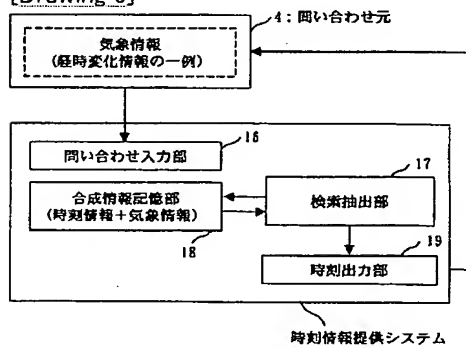 [Drawing 6]
4：問い合わせ元
気象情報
(経時変化情報の一例)
16
問い合わせ入力部
17
合成情報記憶部
(時刻情報＋気象情報)
検索抽出部
18
19
時刻出力部
時刻情報提供システム